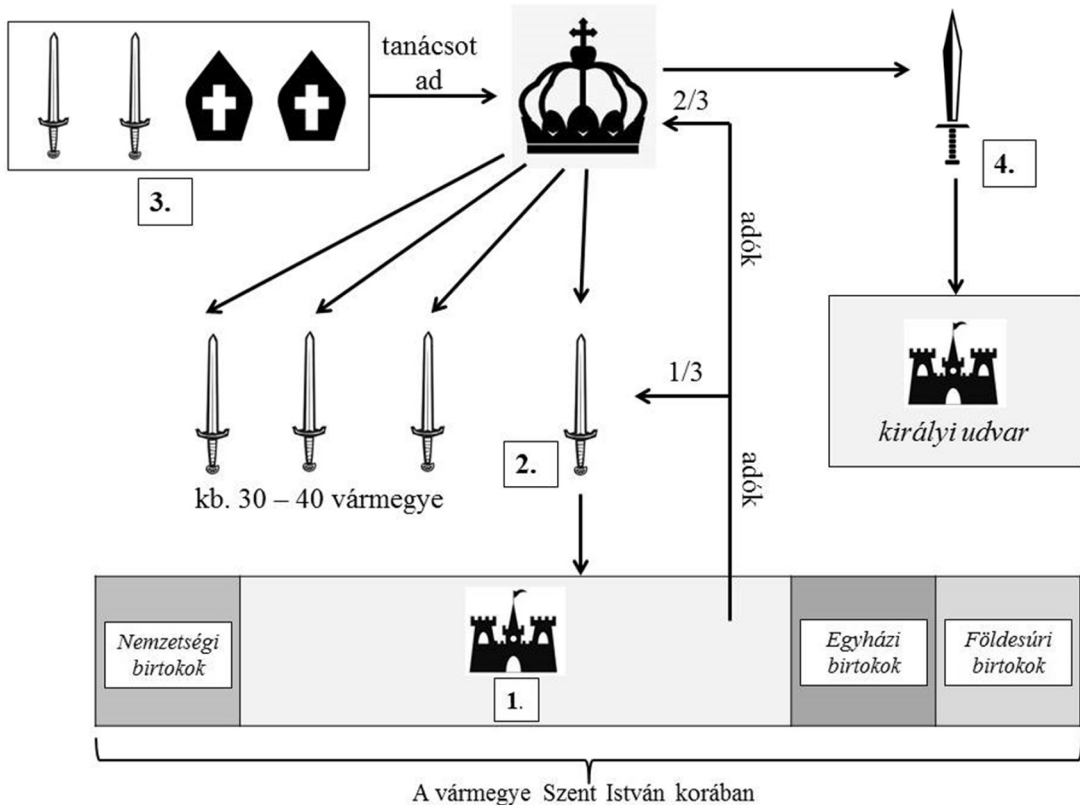 tanácsot
ad
3.
2/3
4.
adók
királyi udvar
1/3
2.
kb. 30 – 40 vármegye
adók
Nemzetségi
birtokok
1.
Egyházi
birtokok
Földesúri
birtokok
A vármegye Szent István korában